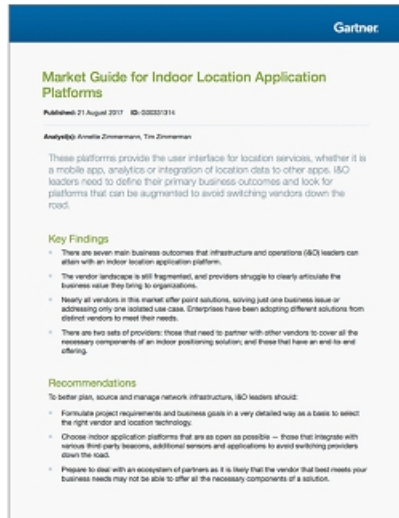 Gartner
Market Guide for Indoor Location Application
Platforms
Published: 21 August 2017 ID: G00331314
Analyst(s): Annette Zimmermann, Tim Zimmerman
These platforms provide the user interface for location services, whether it is
a mobile app, analytics or integration of location data to other apps. I&O
leaders need to define their primary business outcomes and look for
platforms that can be augmented to avoid switching vendors down the
road.
Key Findings
There are seven main business outcomes that infrastructure and operations (I&O) leaders can
attain with an indoor location application platform.
The vendor landscape is still fragmented, and providers struggle to clearly articulate the
business value they bring to organizations.
Nearly all vendors in this market offer point solutions, solving just one business issue or
addressing only one isolated use case. Enterprises have been adopting different solutions from
distinct vendors to meet their needs.
There are two sets of providers: those that need to partner with other vendors to cover all the
necessary components of an indoor positioning solution; and those that have an end-to-end
offering.
Recommendations
To better plan, source and manage network infrastructure, I&O leaders should:
Formulate project requirements and business goals in a very detailed way as a basis to select
the right vendor and location technology.
Choose indoor application platforms that are as open as possible — those that integrate with
various third-party beacons, additional sensors and applications to avoid switching providers
down the road.
Prepare to deal with an ecosystem of partners as it is likely that the vendor that best meets your
business needs may not be able to offer all the necessary components of a solution.